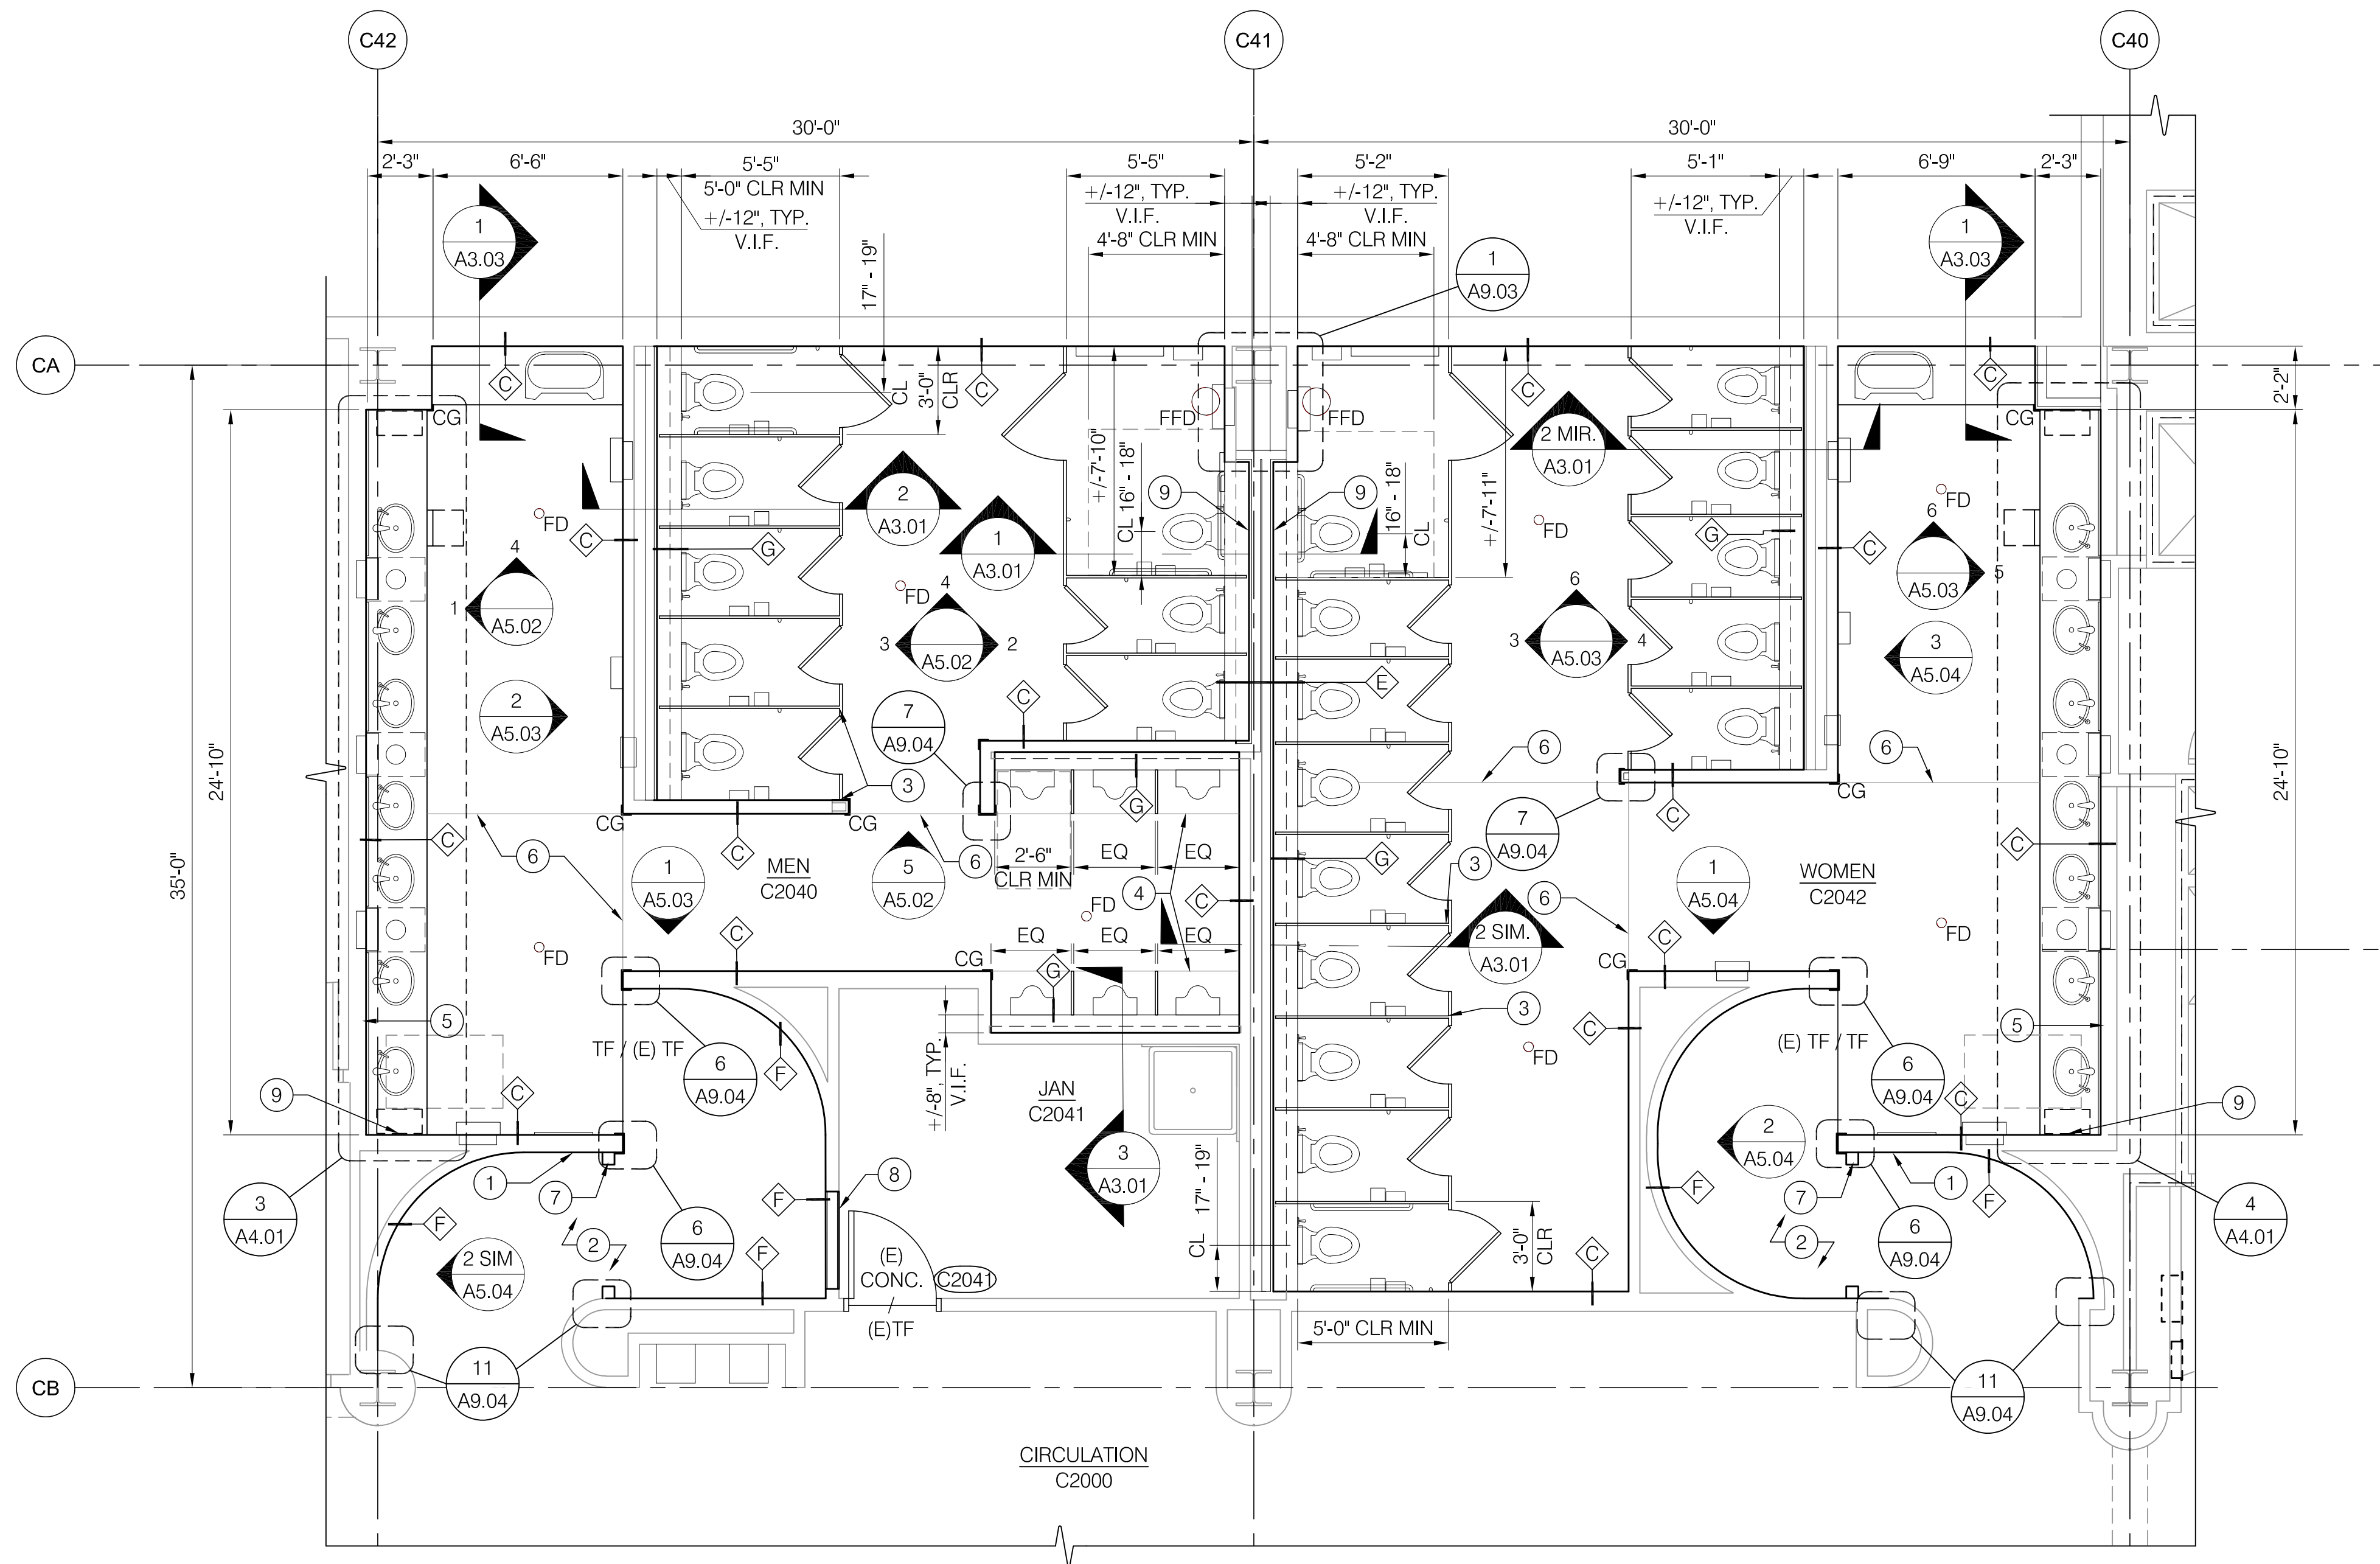 C42
C41
C40
30'-0"
30'-0"
2'-3"
6'-6"
5'-5"
5'-0" CLR MIN
+/-12", TYP.
V.I.F.
5'-5"
+/-12", TYP.
V.I.F.
4'-8" CLR MIN
5'-2"
+/-12", TYP.
V.I.F.
4'-8" CLR MIN
5'-1"
+/-12", TYP.
V.I.F.
6'-9"
2'-3"
1
A3.03
1
A9.03
1
A3.03
17" - 19"
CL
3'-0"
CLR
CA
C
C
C
C
2'-2"
CG
FFD
FFD
CG
+/-7'-10"
CL 16" - 18"
16" - 18"
CL
+/-7'-11"
2 MIR.
A3.01
2
A3.01
1
A3.01
9
9
FD
FD
FD
FD
C
G
G
C
4
1
A5.02
4
3
A5.02
2
6
3
A5.03
4
6
A5.03
5
2
A5.03
3
A5.04
E
C
7
A9.04
3
6
6
24'-10"
24'-10"
35'-0"
CG
CG
G
C
7
A9.04
C
CG
C
C
6
MEN
C2040
1
A5.03
5
A5.02
6
2'-6"
CLR MIN
EQ
EQ
4
G
3
1
A5.04
WOMEN
C2042
C
FD
FD
FD
C
EQ
EQ
EQ
CG
G
2 SIM.
A3.01
6
C
CG
C
5
TF / (E) TF
6
A9.04
F
+/-8", TYP.
V.I.F.
JAN
C2041
3
C
FD
(E) TF / TF
6
A9.04
5
9
C
C
9
3
A4.01
1
7
2
F
6
A9.04
F
F
8
3
A3.01
CL
17" - 19"
3'-0"
CLR
C
2
A5.04
F
7
1
F
2
6
A9.04
4
A4.01
2 SIM
A5.04
(E)
CONC.
C2041
(E)TF
5'-0" CLR MIN
CB
11
A9.04
11
A9.04
CIRCULATION
C2000